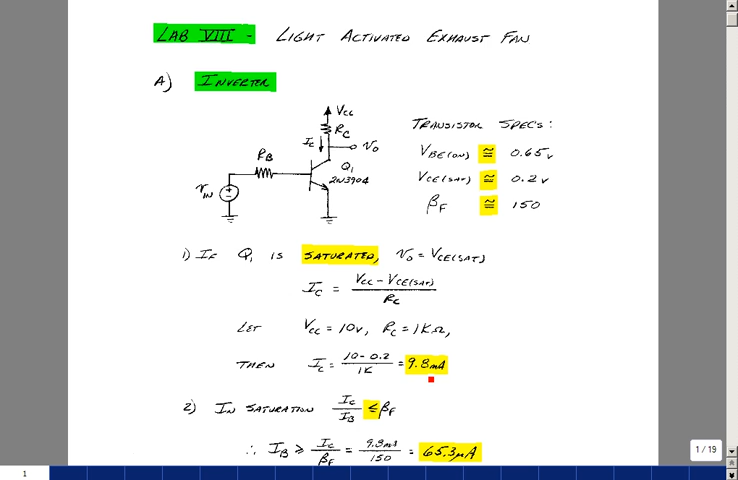 LAB VIII - LIGHT ACTIVATED EXHAUST FAN
A) INVERTER
VCC
RC
IC
VO
RB
Q1
2N3904
VIN
+
-
TRANSISTOR SPEC'S:
VBE(ON) ≅ 0.65V
VCE(SAT) ≅ 0.2V
βF ≅ 150
1) IF Q1 IS SATURATED, VO = VCE(SAT)
IC = VCC - VCE(SAT) / RC
LET VCC = 10V, RC = 1KΩ,
THEN IC = 10 - 0.2 / 1K = 9.8mA
2) IN SATURATION IC / IB ≤ βF
∴ IB ≥ IC / βF = 9.8mA / 150 = 65.3μA
1 / 19
1